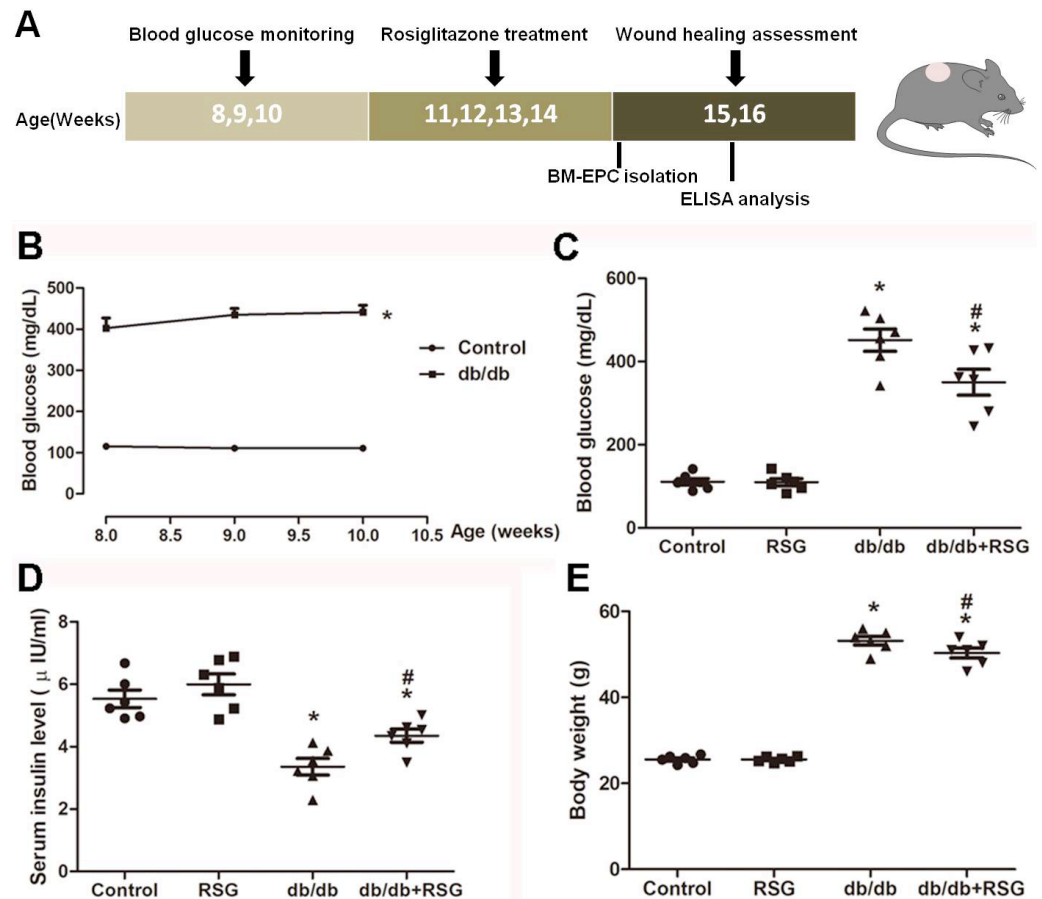 A
Blood glucose monitoring
Rosiglitazone treatment
Wound healing assessment
Age(Weeks)
8,9,10
11,12,13,14
15,16
BM-EPC isolation
ELISA analysis
B
Blood glucose (mg/dL)
500
400
300
200
100
0
*
Control
db/db
8.0 8.5 9.0 9.5 10.0 10.5
Age (weeks)
C
Blood glucose (mg/dL)
600
400
200
0
*
#
*
Control RSG db/db db/db+RSG
D
Serum insulin level ( μ IU/ml)
8
6
4
2
0
*
#
*
Control RSG db/db db/db+RSG
E
Body weight (g)
60
40
20
0
*
#
*
Control RSG db/db db/db+RSG